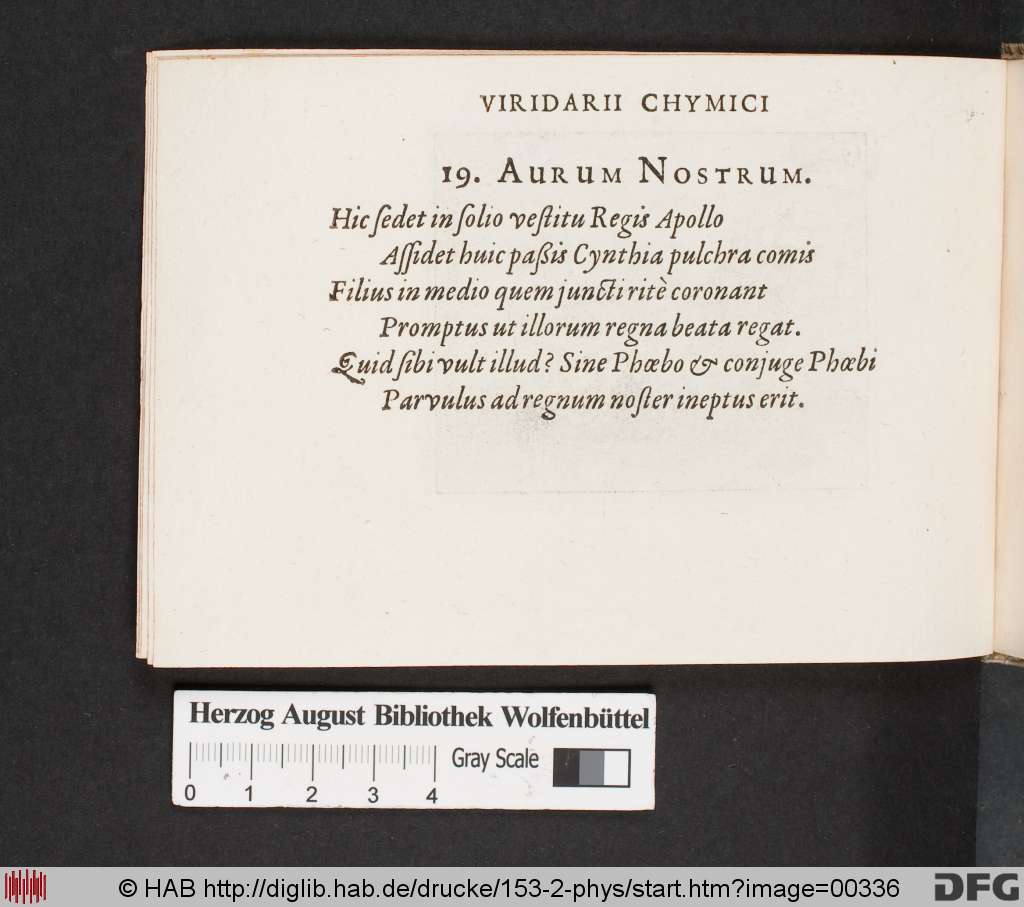 VIRIDARII CHYMICI
19. AURUM NOSTRUM.
Hic ſedet in ſolio veſtitu Regis Apollo
Aſſidet huic paßis Cynthia pulchra comis
Filius in medio quem juncti ritè coronant
Promptus ut illorum regna beata regat.
Quid ſibi vult illud? Sine Phœbo & conjuge Phœbi
Parvulus ad regnum noſter ineptus erit.
Herzog August Bibliothek Wolfenbüttel
Gray Scale
0 1 2 3 4
© HAB http://diglib.hab.de/drucke/153-2-phys/start.htm?image=00336
DFG